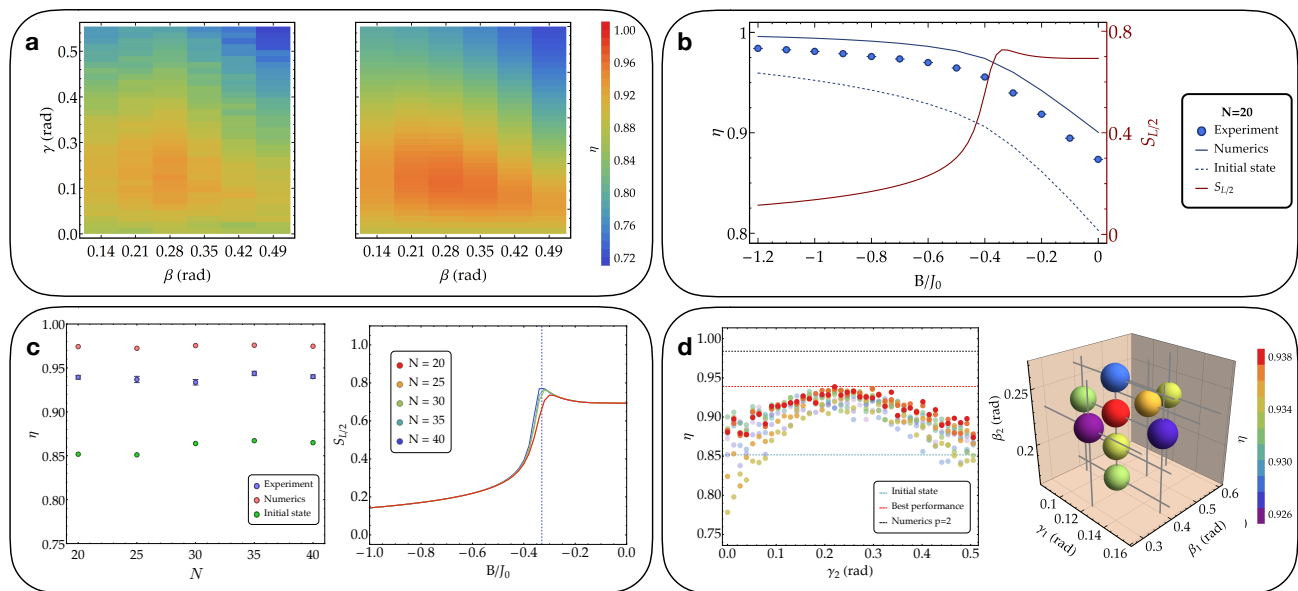 a
γ (rad)
0.5
0.4
0.3
0.1
0.0
0.14 0.21 0.28 0.35 0.42 0.49
β (rad)
0.14 0.21 0.28 0.35 0.42 0.49
β (rad)
1.00
0.96
0.92
0.88
0.84
0.80
0.76
0.72
η
b
η
1
0.9
0.8
−1.2 −1 −0.8 −0.6 −0.4 −0.2 0
B/J0
0.8
0.4
0
SL/2
N=20
Experiment
Numerics
Initial state
SL/2
c
η
1.00
0.95
0.90
0.85
0.80
0.75
20 25 30 35 40
N
Experiment
Numerics
Initial state
SL/2
1.0
0.8
0.6
0.4
0.2
0.0
−1.0 −0.8 −0.6 −0.4 −0.2 0.0
B/J0
N = 20
N = 25
N = 30
N = 35
N = 40
d
η
1.00
0.95
0.90
0.85
0.80
0.75
0.0 0.1 0.2 0.3 0.4 0.5
γ2 (rad)
Initial state
Best performance
Numerics p=2
β2 (rad)
0.25
0.2
0.1
0.12
0.14
0.16
γ1 (rad)
0.3
0.4
0.5
0.6
β1 (rad)
0.938
0.934
0.930
0.926
η